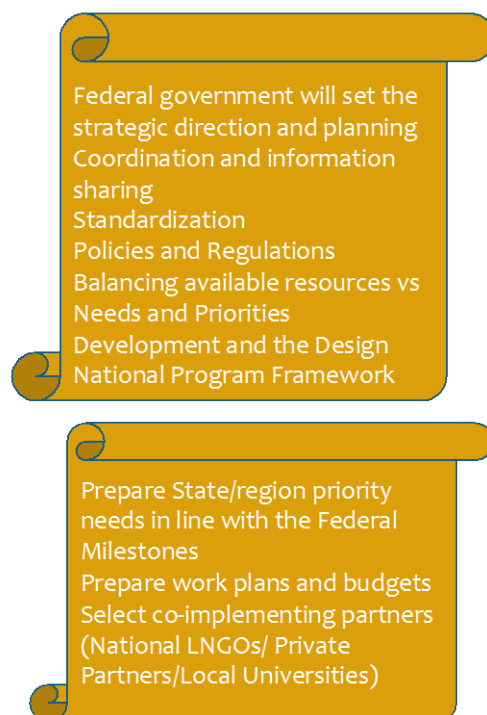 Federal government will set the
strategic direction and planning
Coordination and information
sharing
Standardization
Policies and Regulations
Balancing available resources vs
Needs and Priorities
Development and the Design
National Program Framework
Prepare State/region priority
needs in line with the Federal
Milestones
Prepare work plans and budgets
Select co-implementing partners
(National LNGOs/ Private
Partners/Local Universities)